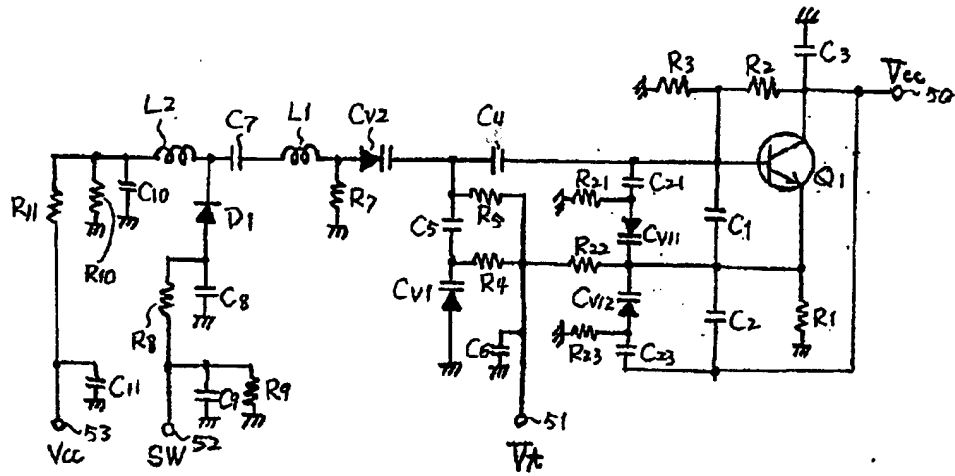 C3
R3
R2
Vcc
50
L2
C7
L1
Cv2
C4
Q1
R11
C10
R7
R5
R21
C21
D1
C5
Cv11
C1
R10
R4
R22
C8
Cv1
Cv12
C2
R1
R8
C6
R23
C23
C11
C9
R9
53
52
51
Vcc
SW
Vt